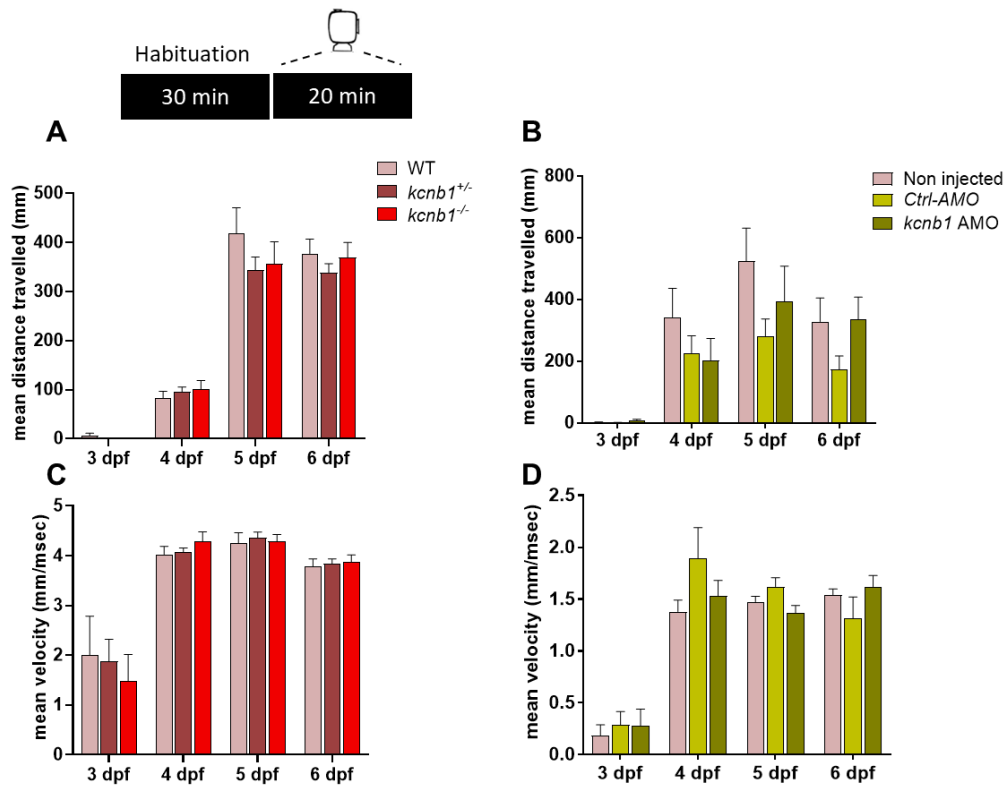 Habituation
30 min
20 min
A
WT
kcnb1+/-
kcnb1-/-
mean distance travelled (mm)
500
400
300
200
100
0
3 dpf 4 dpf 5 dpf 6 dpf
B
Non injected
Ctrl-AMO
kcnb1 AMO
mean distance travelled (mm)
800
600
400
200
0
3 dpf 4 dpf 5 dpf 6 dpf
C
mean velocity (mm/msec)
5
4
3
2
1
0
3 dpf 4 dpf 5 dpf 6 dpf
D
mean velocity (mm/msec)
2.5
2.0
1.5
1.0
0.5
0.0
3 dpf 4 dpf 5 dpf 6 dpf